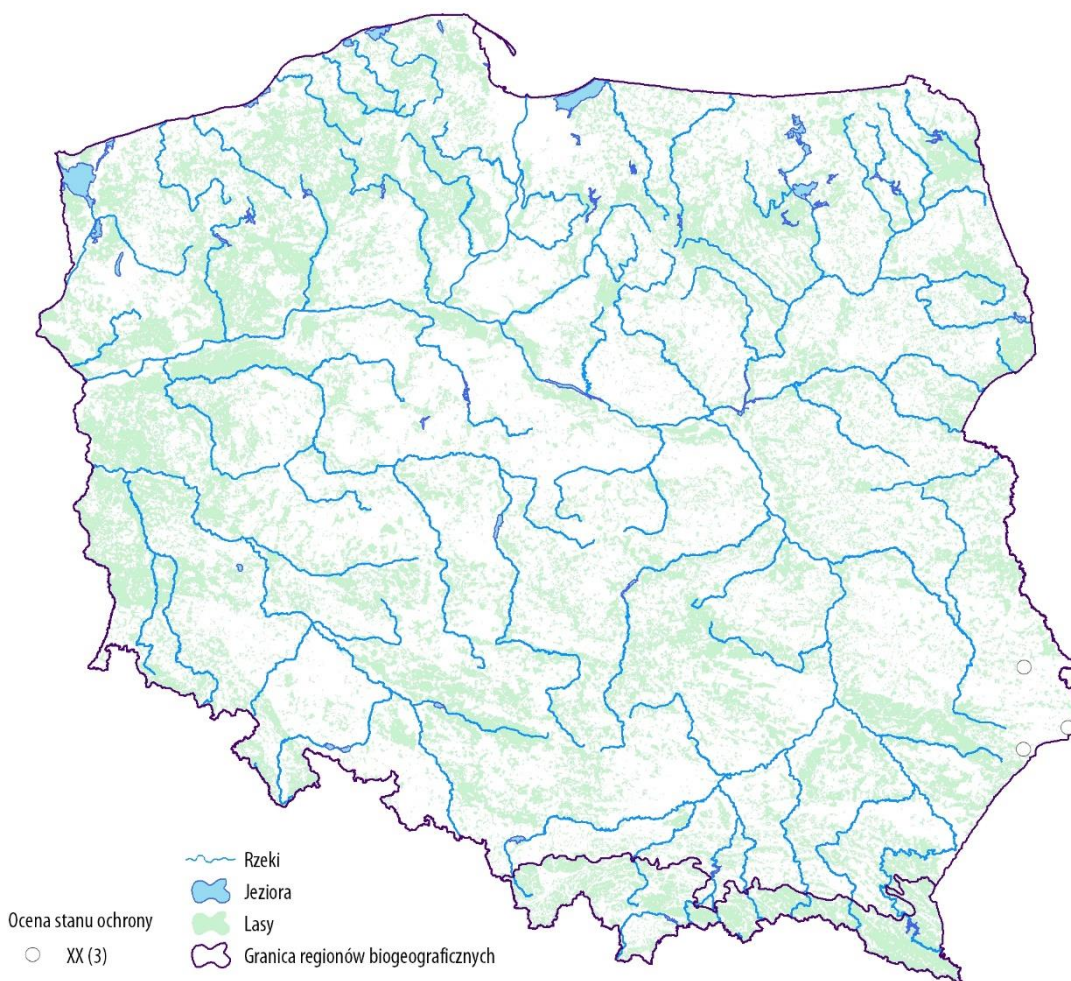 Rzeki
Jeziora
Lasy
Granica regionów biogeograficznych
Ocena stanu ochrony
XX (3)